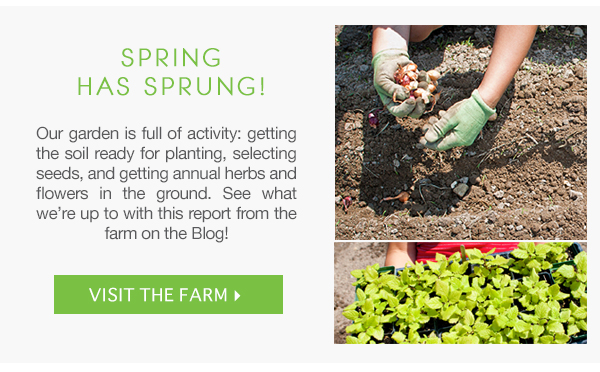 SPRING
HAS SPRUNG!
Our garden is full of activity: getting
the soil ready for planting, selecting
seeds, and getting annual herbs and
flowers in the ground. See what
we're up to with this report from the
farm on the Blog!
VISIT THE FARM